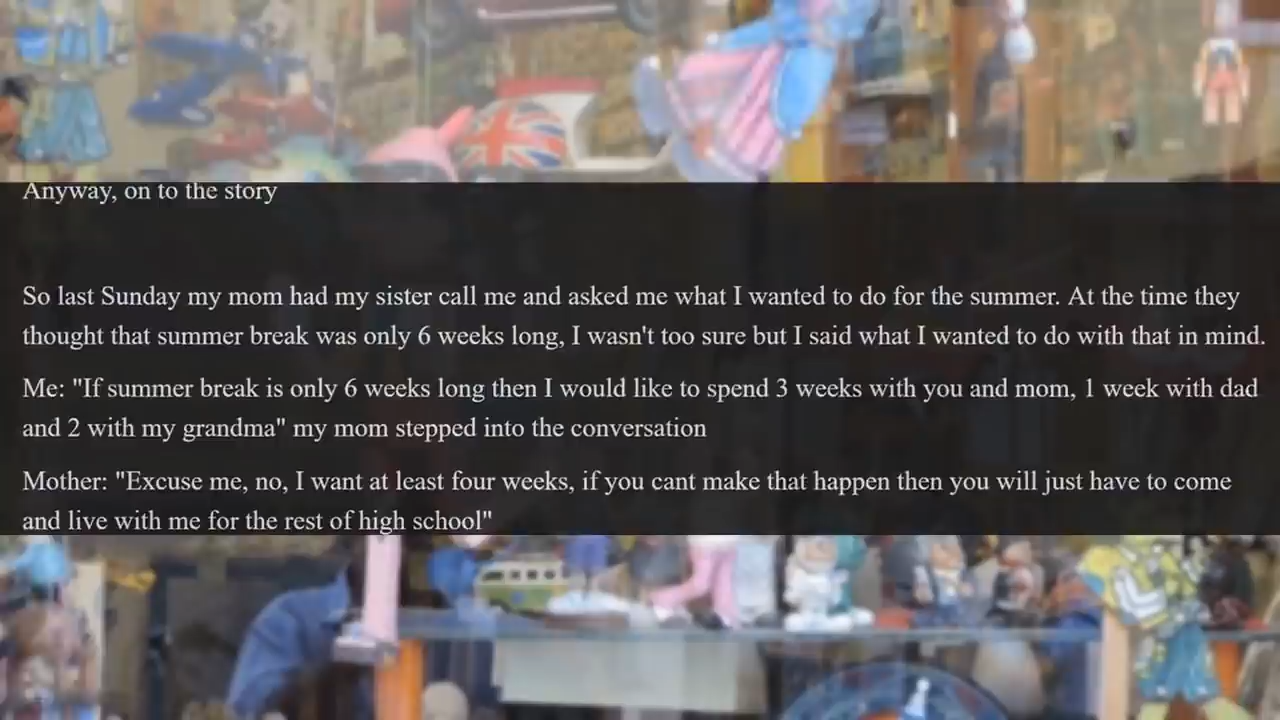 Anyway, on to the story
So last Sunday my mom had my sister call me and asked me what I wanted to do for the summer. At the time they
thought that summer break was only 6 weeks long, I wasn't too sure but I said what I wanted to do with that in mind.
Me: "If summer break is only 6 weeks long then I would like to spend 3 weeks with you and mom, 1 week with dad
and 2 with my grandma" my mom stepped into the conversation
Mother: "Excuse me, no, I want at least four weeks, if you cant make that happen then you will just have to come
and live with me for the rest of high school"